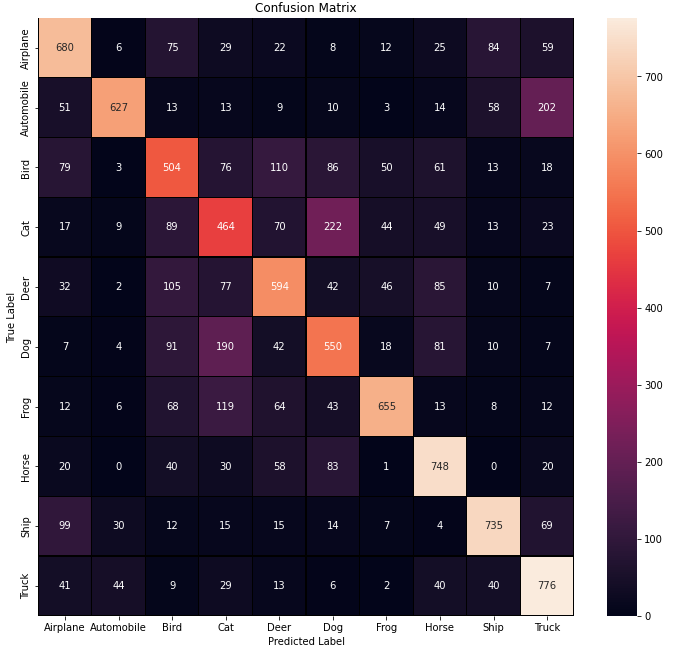 Confusion Matrix
True Label
Airplane 680 6 75 29 22 8 12 25 84 59
Automobile 51 627 13 13 9 10 3 14 58 202
Bird 79 3 504 76 110 86 50 61 13 18
Cat 17 9 89 464 70 222 44 49 13 23
Deer 32 2 105 77 594 42 46 85 10 7
Dog 7 4 91 190 42 550 18 81 10 7
Frog 12 6 68 119 64 43 655 13 8 12
Horse 20 0 40 30 58 83 1 748 0 20
Ship 99 30 12 15 15 14 7 4 735 69
Truck 41 44 9 29 13 6 2 40 40 776
Airplane Automobile Bird Cat Deer Dog Frog Horse Ship Truck
Predicted Label
700
600
500
400
300
200
100
0